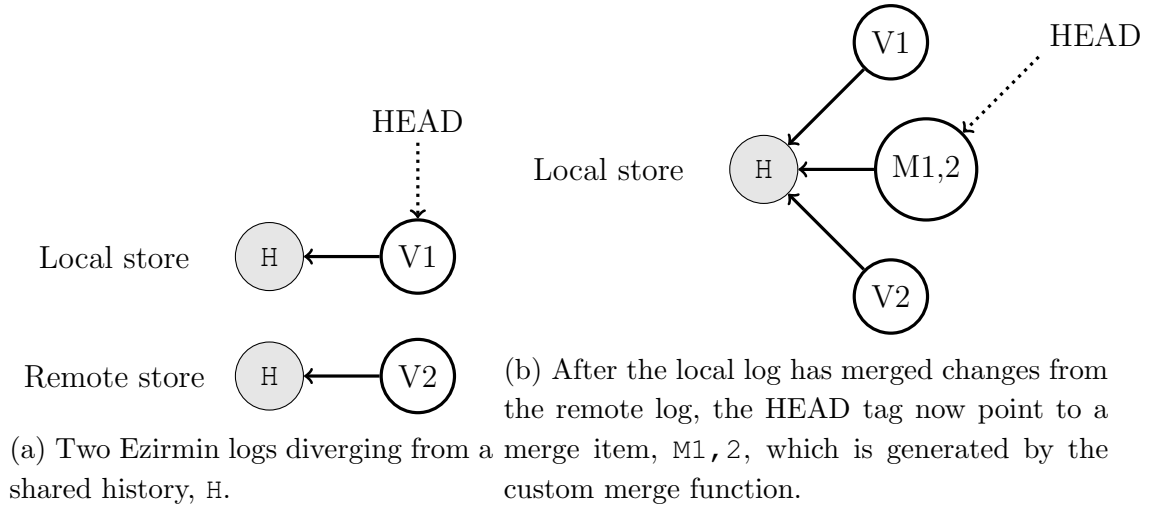 HEAD
Local store
H
V1
Remote store
H
V2
(a) Two Ezirmin logs diverging from a
shared history, H.
V1
HEAD
Local store
H
M1,2
V2
(b) After the local log has merged changes from
the remote log, the HEAD tag now point to a
merge item, M1,2, which is generated by the
custom merge function.